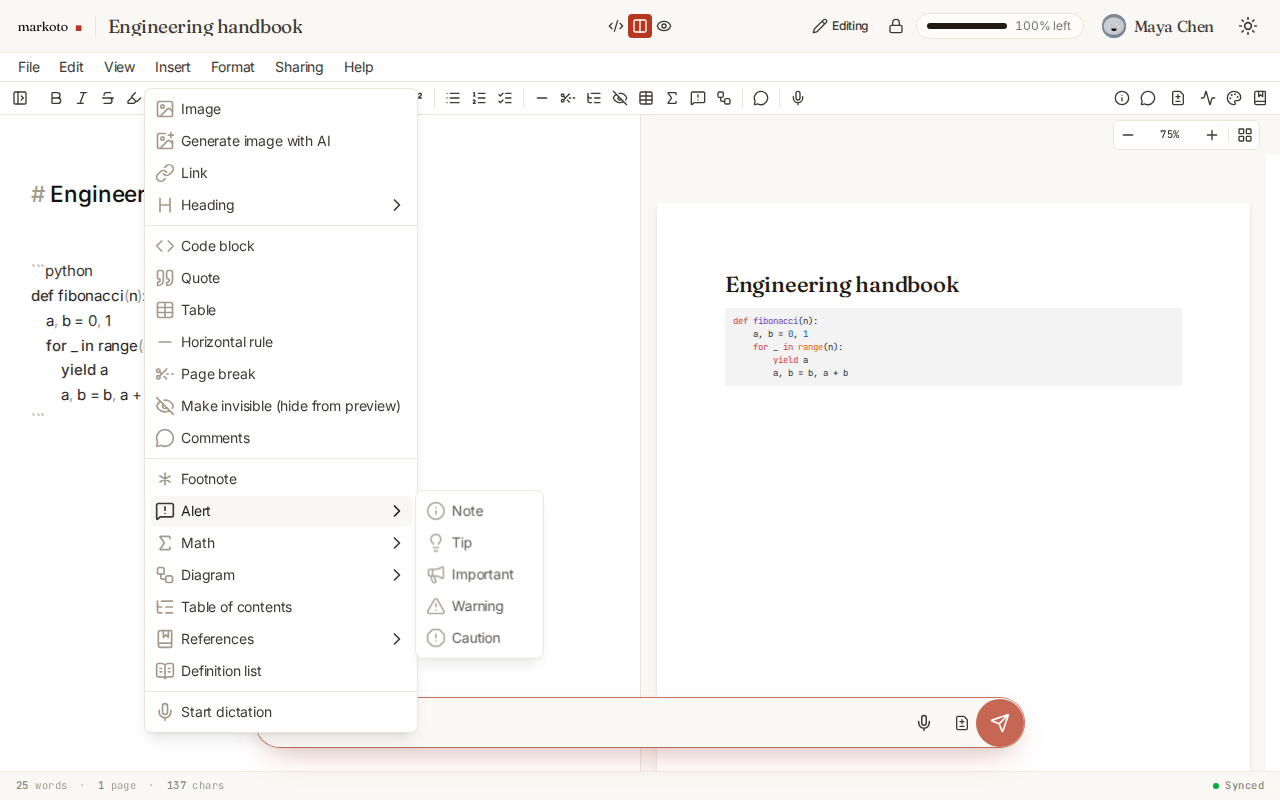 markoto
Engineering handbook
Editing
100% left
Maya Chen
File Edit View Insert Format Sharing Help
75%
# Engineer
```python
def fibonacci(n):
a, b = 0, 1
for _ in range(
yield a
a, b = b, a +
```
Image
Generate image with AI
Link
Heading
Code block
Quote
Table
Horizontal rule
Page break
Make invisible (hide from preview)
Comments
Footnote
Alert
Math
Diagram
Table of contents
References
Definition list
Start dictation
Note
Tip
Important
Warning
Caution
Engineering handbook
def fibonacci(n):
a, b = 0, 1
for _ in range(n):
yield a
a, b = b, a + b
25 words · 1 page · 137 chars
Synced